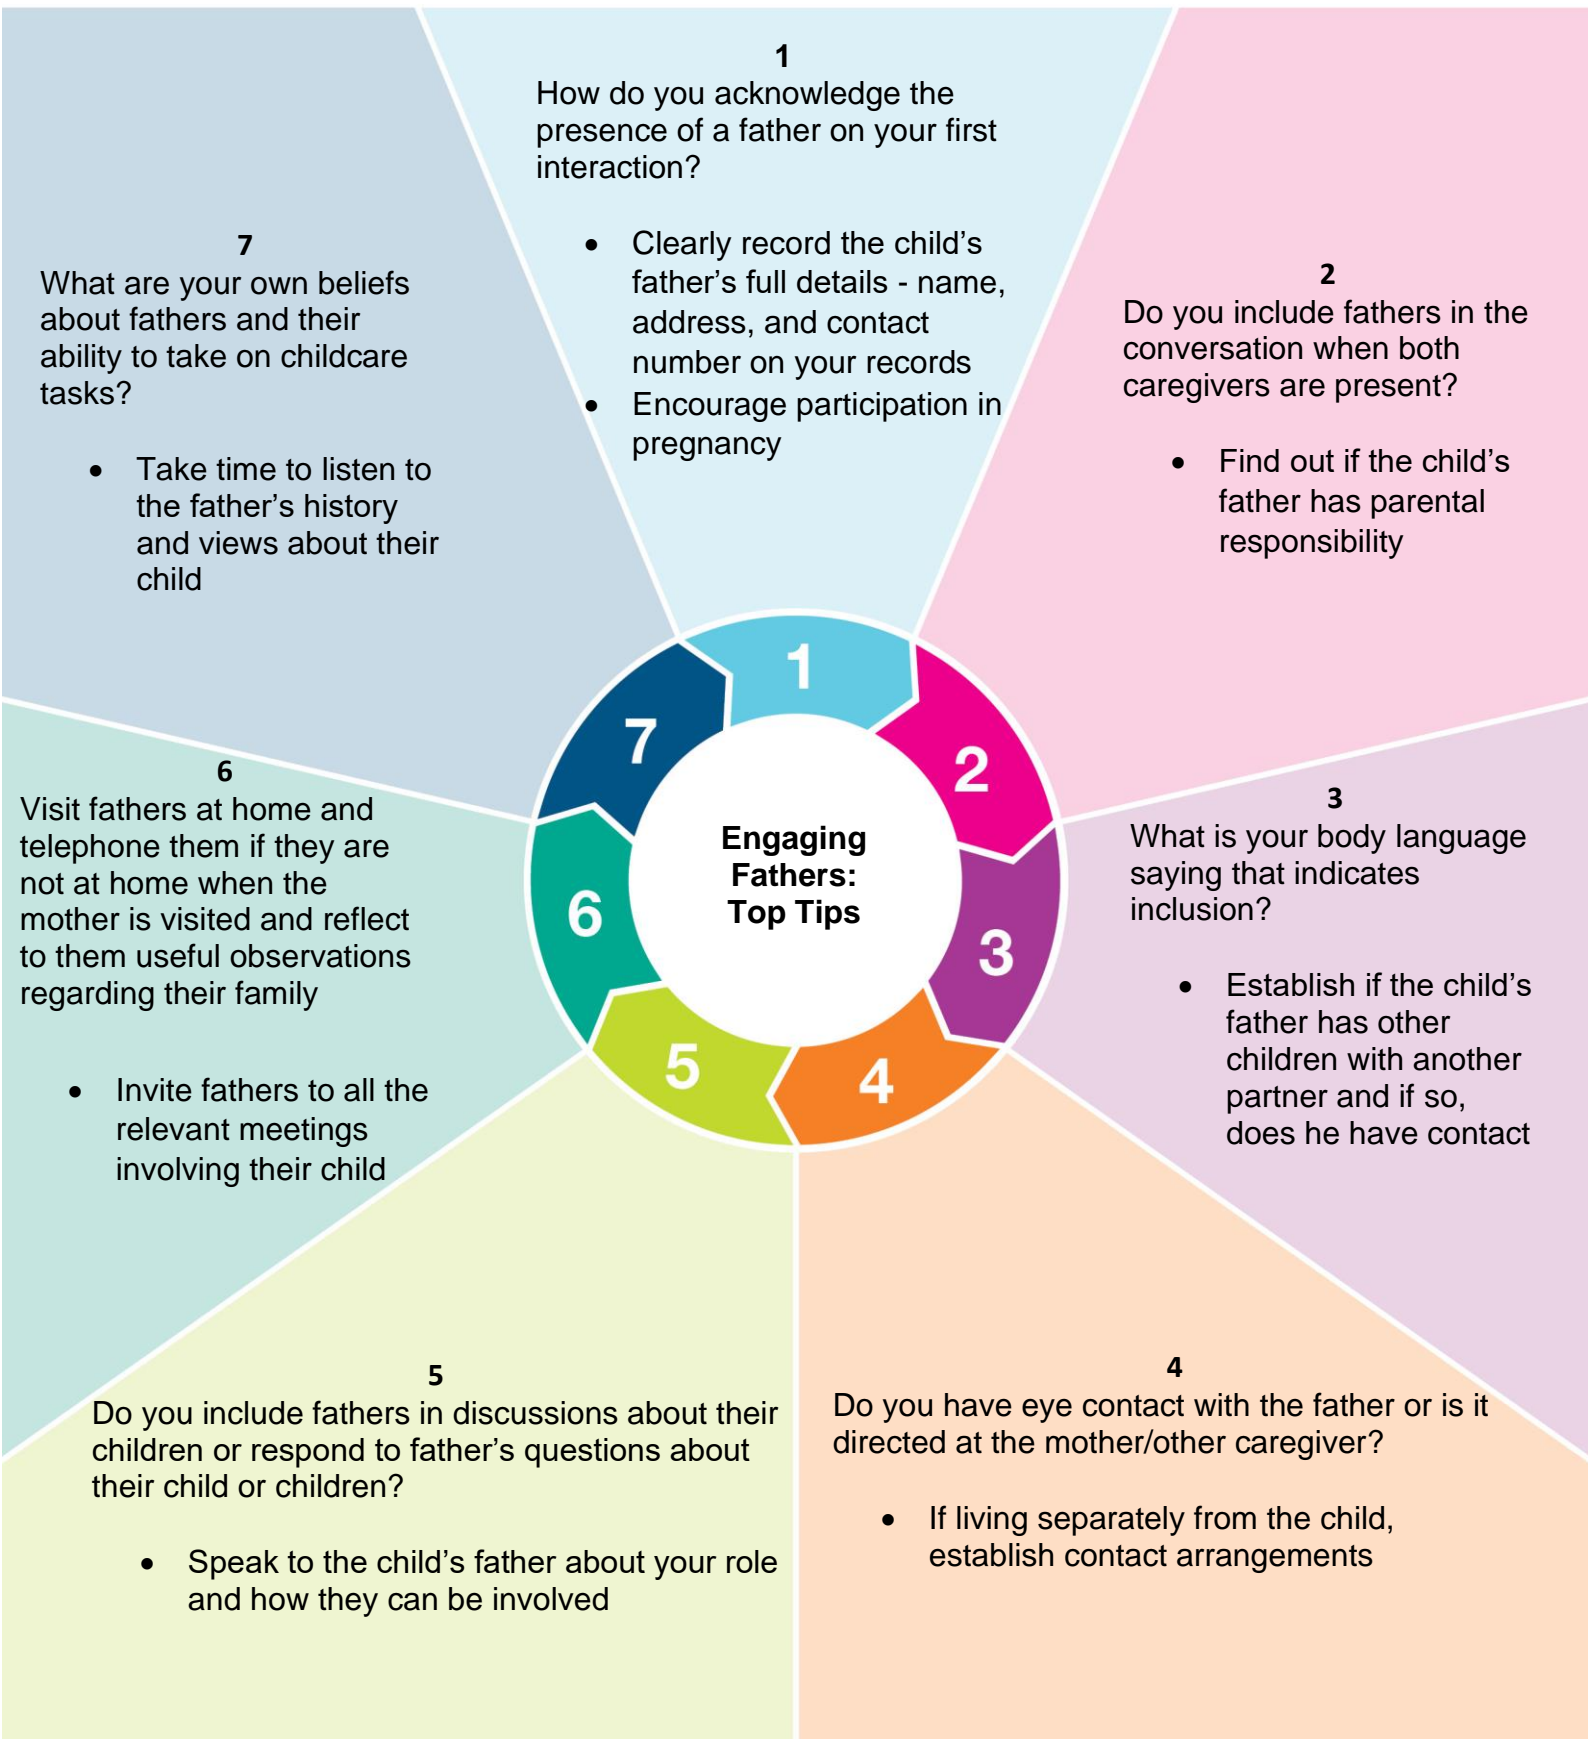 1
How do you acknowledge the
presence of a father on your first
interaction?
• Clearly record the child’s
father’s full details - name,
address, and contact
number on your records
• Encourage participation in
pregnancy
2
Do you include fathers in the
conversation when both
caregivers are present?
• Find out if the child’s
father has parental
responsibility
3
What is your body language
saying that indicates
inclusion?
• Establish if the child’s
father has other
children with another
partner and if so,
does he have contact
4
Do you have eye contact with the father or is it
directed at the mother/other caregiver?
• If living separately from the child,
establish contact arrangements
5
Do you include fathers in discussions about their
children or respond to father’s questions about
their child or children?
• Speak to the child’s father about your role
and how they can be involved
6
Visit fathers at home and
telephone them if they are
not at home when the
mother is visited and reflect
to them useful observations
regarding their family
• Invite fathers to all the
relevant meetings
involving their child
7
What are your own beliefs
about fathers and their
ability to take on childcare
tasks?
• Take time to listen to
the father’s history
and views about their
child
Engaging
Fathers:
Top Tips
1
2
3
4
5
6
7